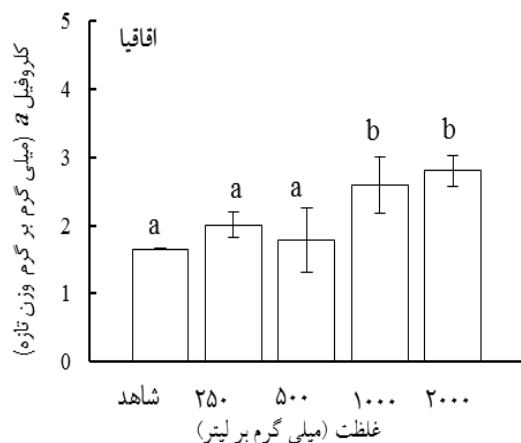 اقاقیا
کلروفیل a (میلی گرم بر گرم وزن تازه)
5
4
3
2
1
0
a
a
a
b
b
شاهد ۲۵۰ ۵۰۰ ۱۰۰۰ ۲۰۰۰
غلظت (میلی گرم بر لیتر)